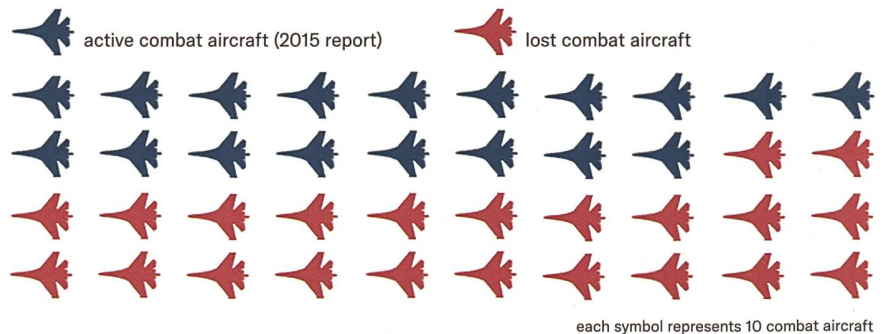 active combat aircraft (2015 report)
lost combat aircraft
each symbol represents 10 combat aircraft